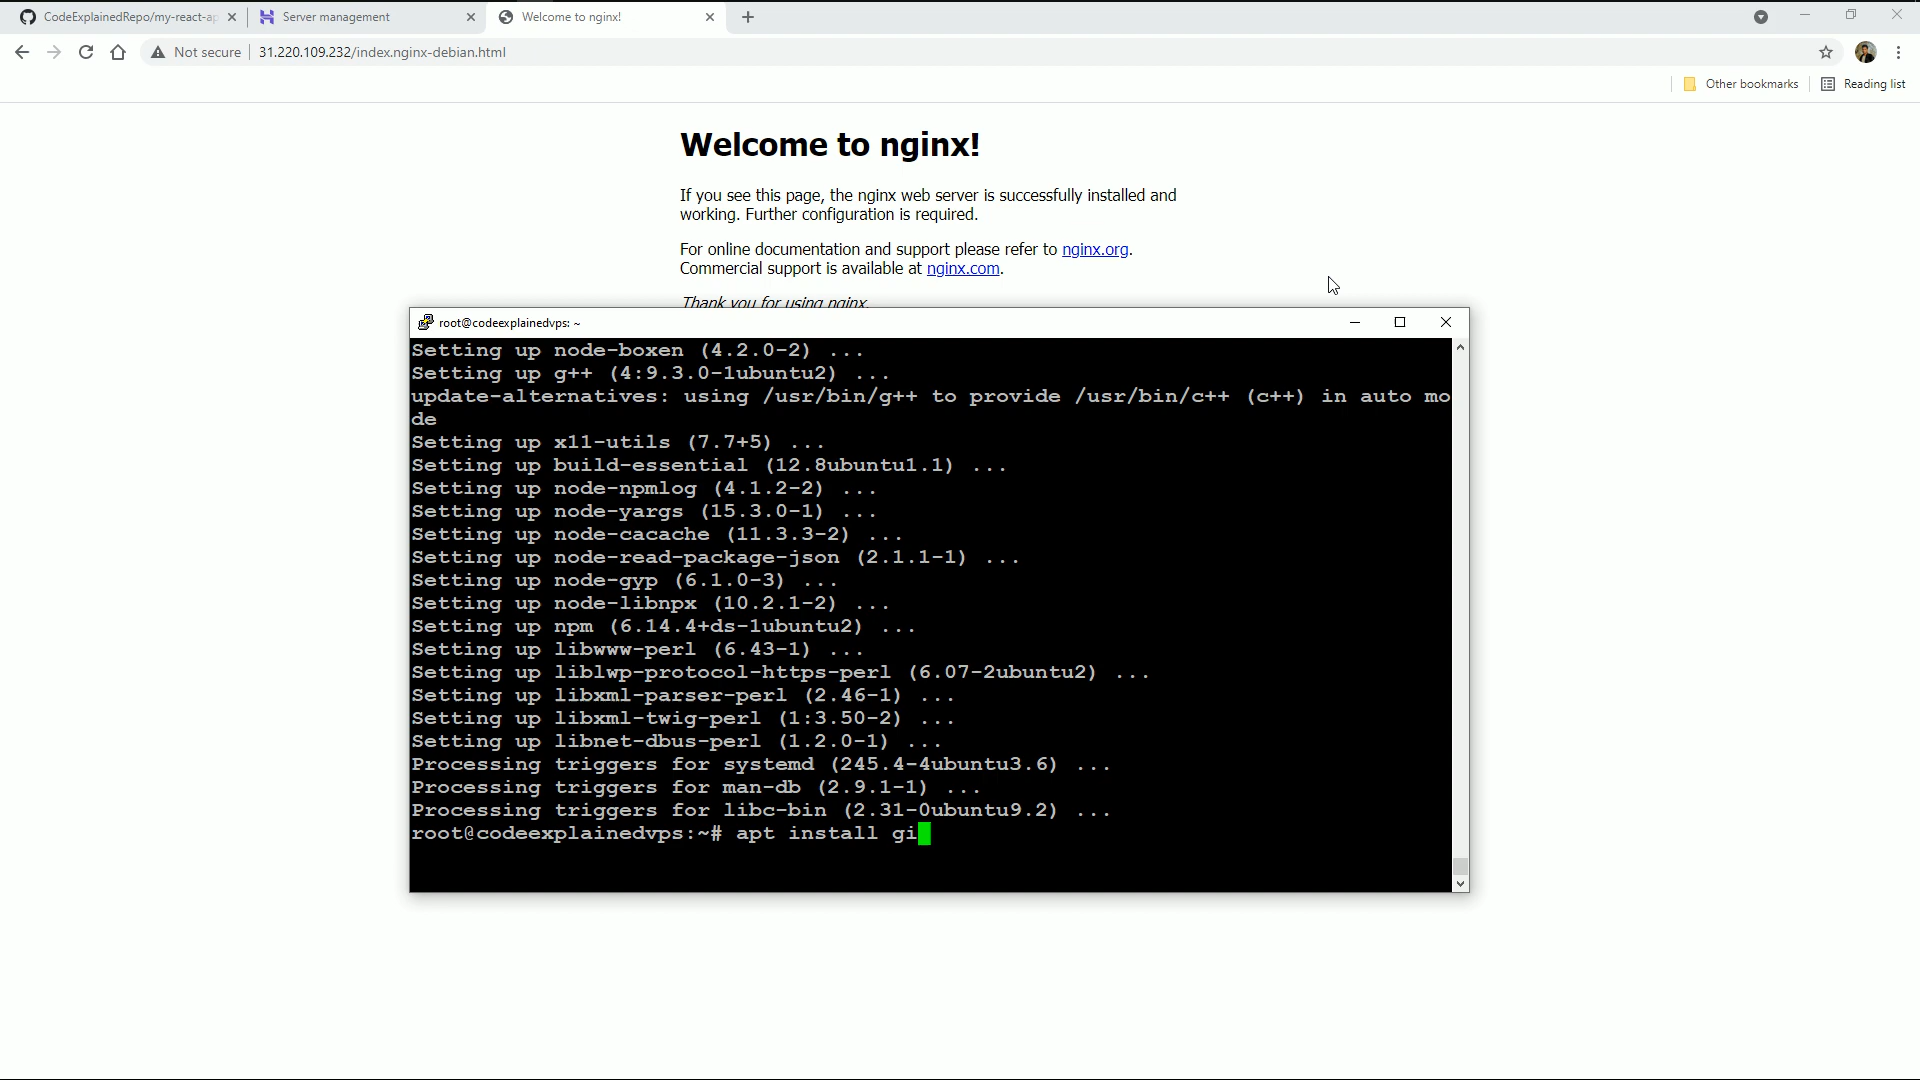 CodeExplainedRepo/my-react-ap
Server management
Welcome to nginx!
Not secure
31.220.109.232/index.nginx-debian.html
Other bookmarks
Reading list
Welcome to nginx!
If you see this page, the nginx web server is successfully installed and
working. Further configuration is required.
For online documentation and support please refer to nginx.org.
Commercial support is available at nginx.com.
Thank you for using nginx.
root@codeexplainedvps: ~
Setting up node-boxen (4.2.0-2) ...
Setting up g++ (4:9.3.0-1ubuntu2) ...
update-alternatives: using /usr/bin/g++ to provide /usr/bin/c++ (c++) in auto mo
de
Setting up x11-utils (7.7+5) ...
Setting up build-essential (12.8ubuntu1.1) ...
Setting up node-npmlog (4.1.2-2) ...
Setting up node-yargs (15.3.0-1) ...
Setting up node-cacache (11.3.3-2) ...
Setting up node-read-package-json (2.1.1-1) ...
Setting up node-gyp (6.1.0-3) ...
Setting up node-libnpx (10.2.1-2) ...
Setting up npm (6.14.4+ds-1ubuntu2) ...
Setting up libwww-perl (6.43-1) ...
Setting up liblwp-protocol-https-perl (6.07-2ubuntu2) ...
Setting up libxml-parser-perl (2.46-1) ...
Setting up libxml-twig-perl (1:3.50-2) ...
Setting up libnet-dbus-perl (1.2.0-1) ...
Processing triggers for systemd (245.4-4ubuntu3.6) ...
Processing triggers for man-db (2.9.1-1) ...
Processing triggers for libc-bin (2.31-0ubuntu9.2) ...
root@codeexplainedvps:~# apt install gi